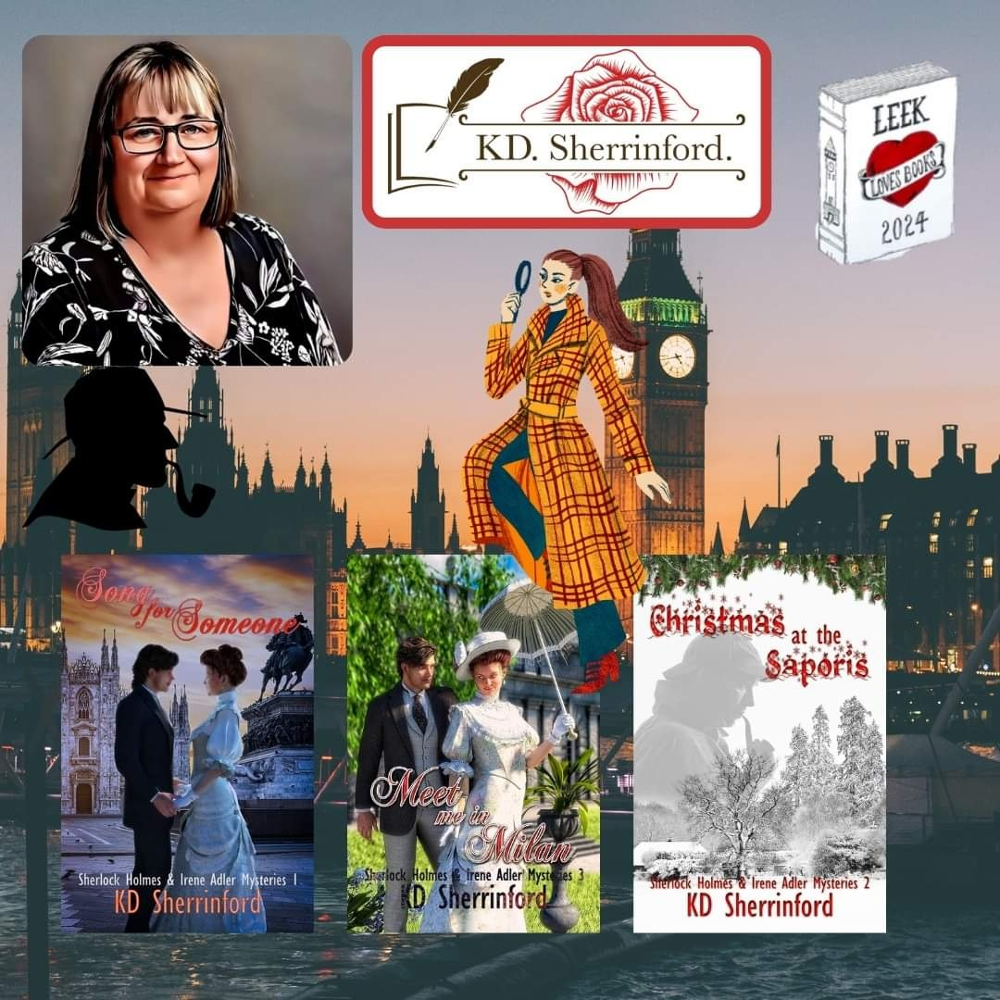 KD. Sherrinford.
LEEK
LOVES BOOKS
2024
Song
for Someone
Sherlock Holmes & Irene Adler Mysteries 1
KD Sherrinford
Meet
me in
Milan
Sherlock Holmes & Irene Adler Mysteries 3
KD Sherrinford
Christmas
at the
Saporis
Sherlock Holmes & Irene Adler Mysteries 2
KD Sherrinford